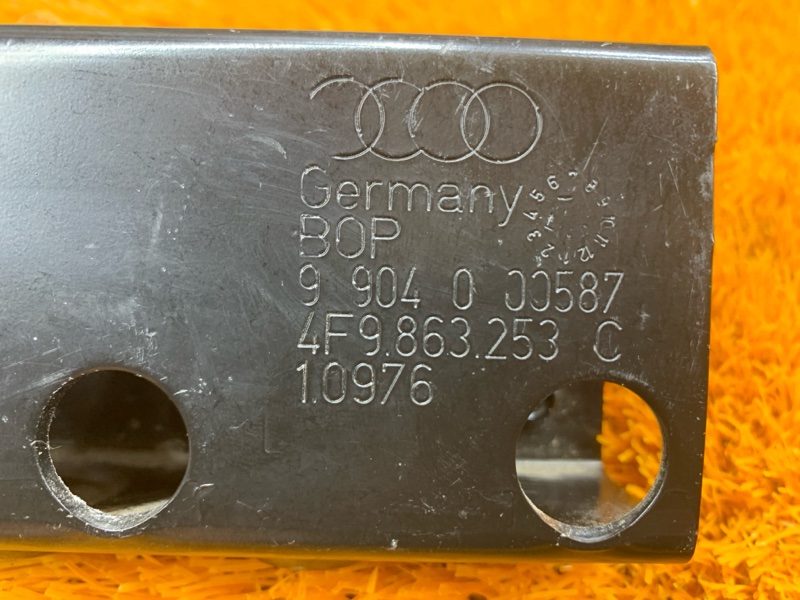 Germany
BOP
9 904 0 00587
4F9.863.253 C
1.0976
L